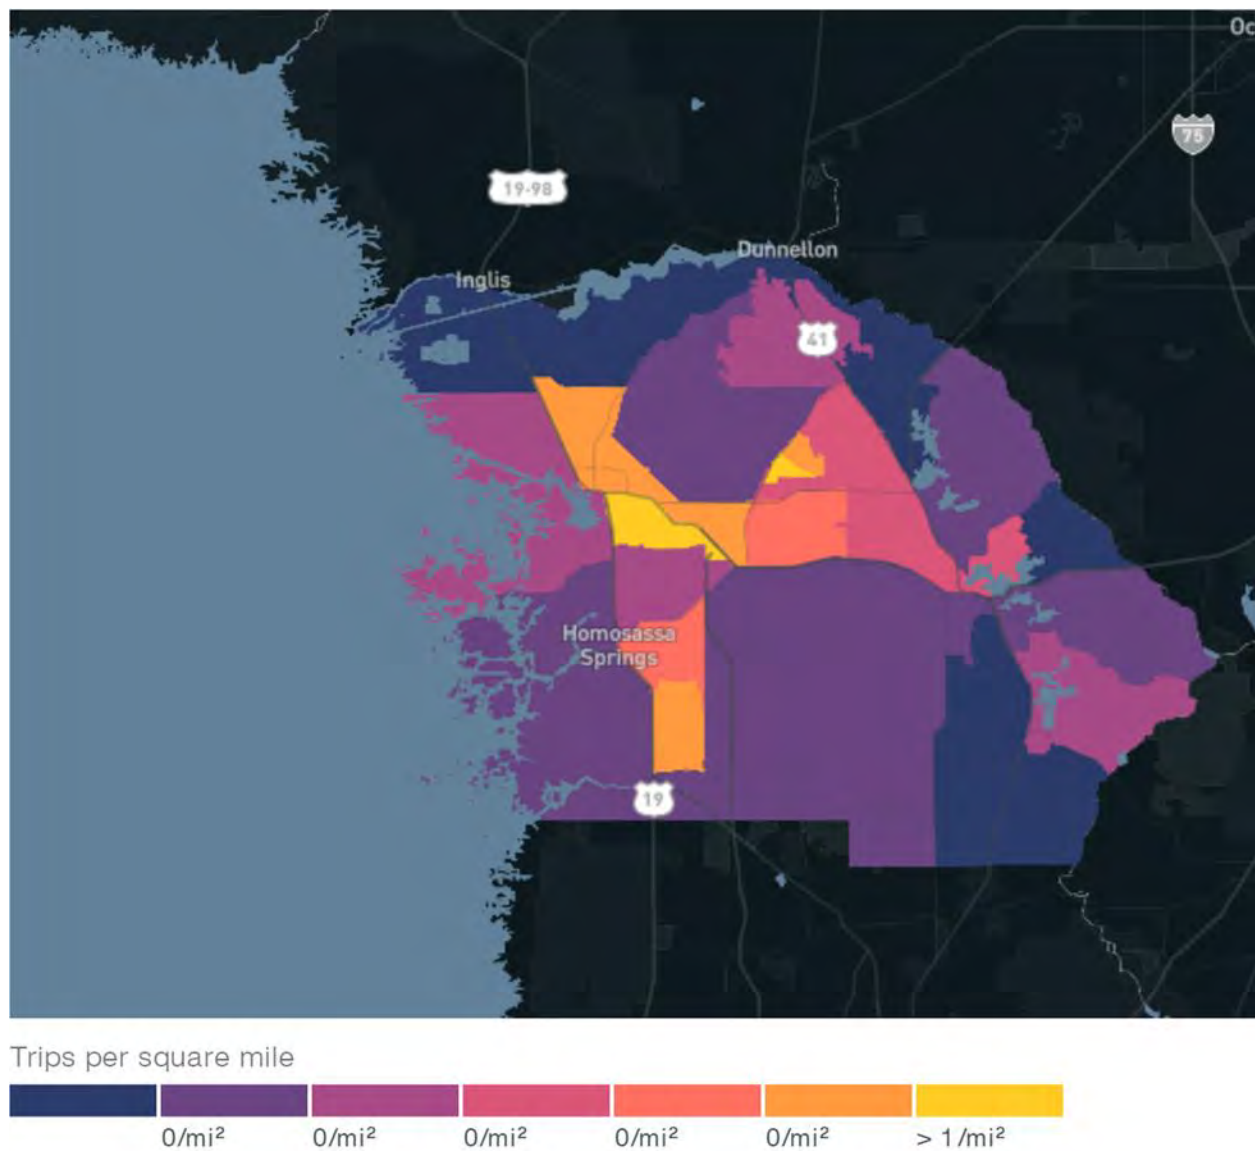 Oc
75
19-98
Dunnellon
Inglis
41
Homosassa
Springs
19
Trips per square mile
0/mi² 0/mi² 0/mi² 0/mi² 0/mi² > 1/mi²